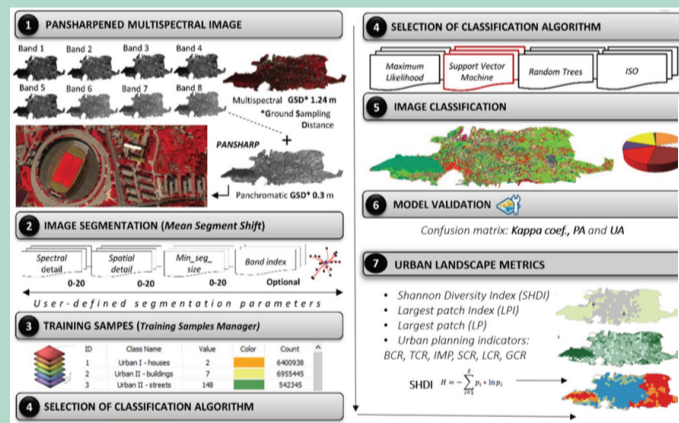 1 PANSHARPENED MULTISPECTRAL IMAGE
Band 1 Band 2 Band 3 Band 4
Band 5 Band 6 Band 7 Band 8
Multispectral GSD* 1.24 m
*Ground Sampling
Distance
+
PANSHARP
Panchromatic GSD* 0.3 m
2 IMAGE SEGMENTATION (Mean Segment Shift)
Spectral detail Spatial detail Min_seg_ size Band index
0-20 0-20 0-20 Optional
User-defined segmentation parameters
3 TRAINING SAMPES (Training Samples Manager)
ID Class Name Value Color Count
1 Urban I - houses 2 6400938
2 Urban II - buildings 7 6955445
3 Urban II - streets 148 542345
4 SELECTION OF CLASSIFICATION ALGORITHM
4 SELECTION OF CLASSIFICATION ALGORITHM
Maximum Likelihood Support Vector Machine Random Trees ISO
5 IMAGE CLASSIFICATION
6 MODEL VALIDATION
Confusion matrix: Kappa coef., PA and UA
7 URBAN LANDSCAPE METRICS
• Shannon Diversity Index (SHDI)
• Largest patch Index (LPI)
• Largest patch (LP)
• Urban planning indicators:
BCR, TCR, IMP, SCR, LCR, GCR
SHDI H = -∑ pi * ln pi
i=1